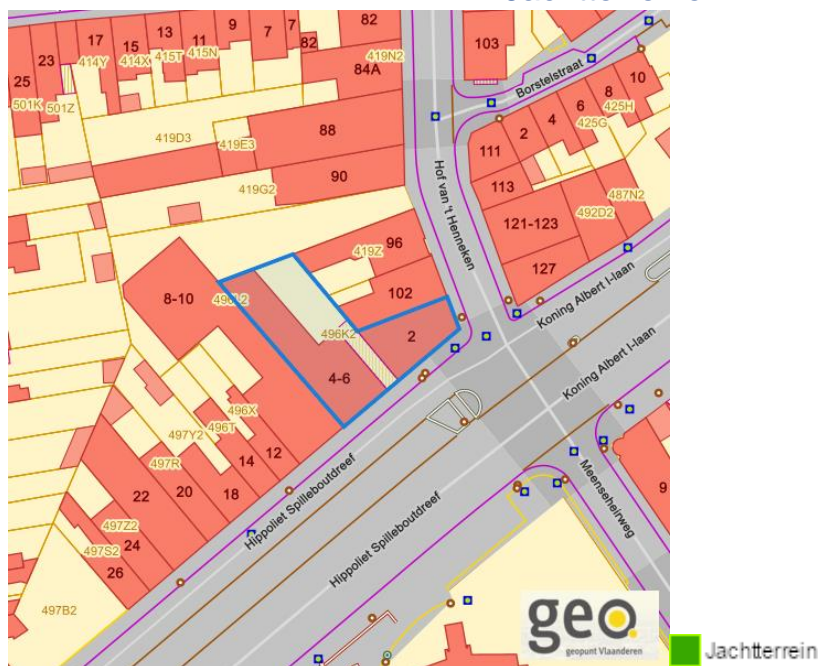 82
17
13
9
7
7
103
23
15
11
82
419N2
414Y
415T
415N
84A
414X
25
Borstelstraat
10
501K
501Z
8
6
425H
4
425G
88
2
419D3
419E3
111
90
113
487N2
419G2
Hof van 't Henneken
121-123
492D2
96
419Z
127
8-10
102
Koning Albert I-laan
496K2
2
Koning Albert I-laan
4-6
496X
496T
497Y2
12
497R
14
Meenseheirweg
22
20
18
9
Hippoliet Spilleboutdreef
497Z2
24
497S2
26
Hippoliet Spilleboutdreef
497B2
geo
geopunt Vlaanderen
Jachtterrein